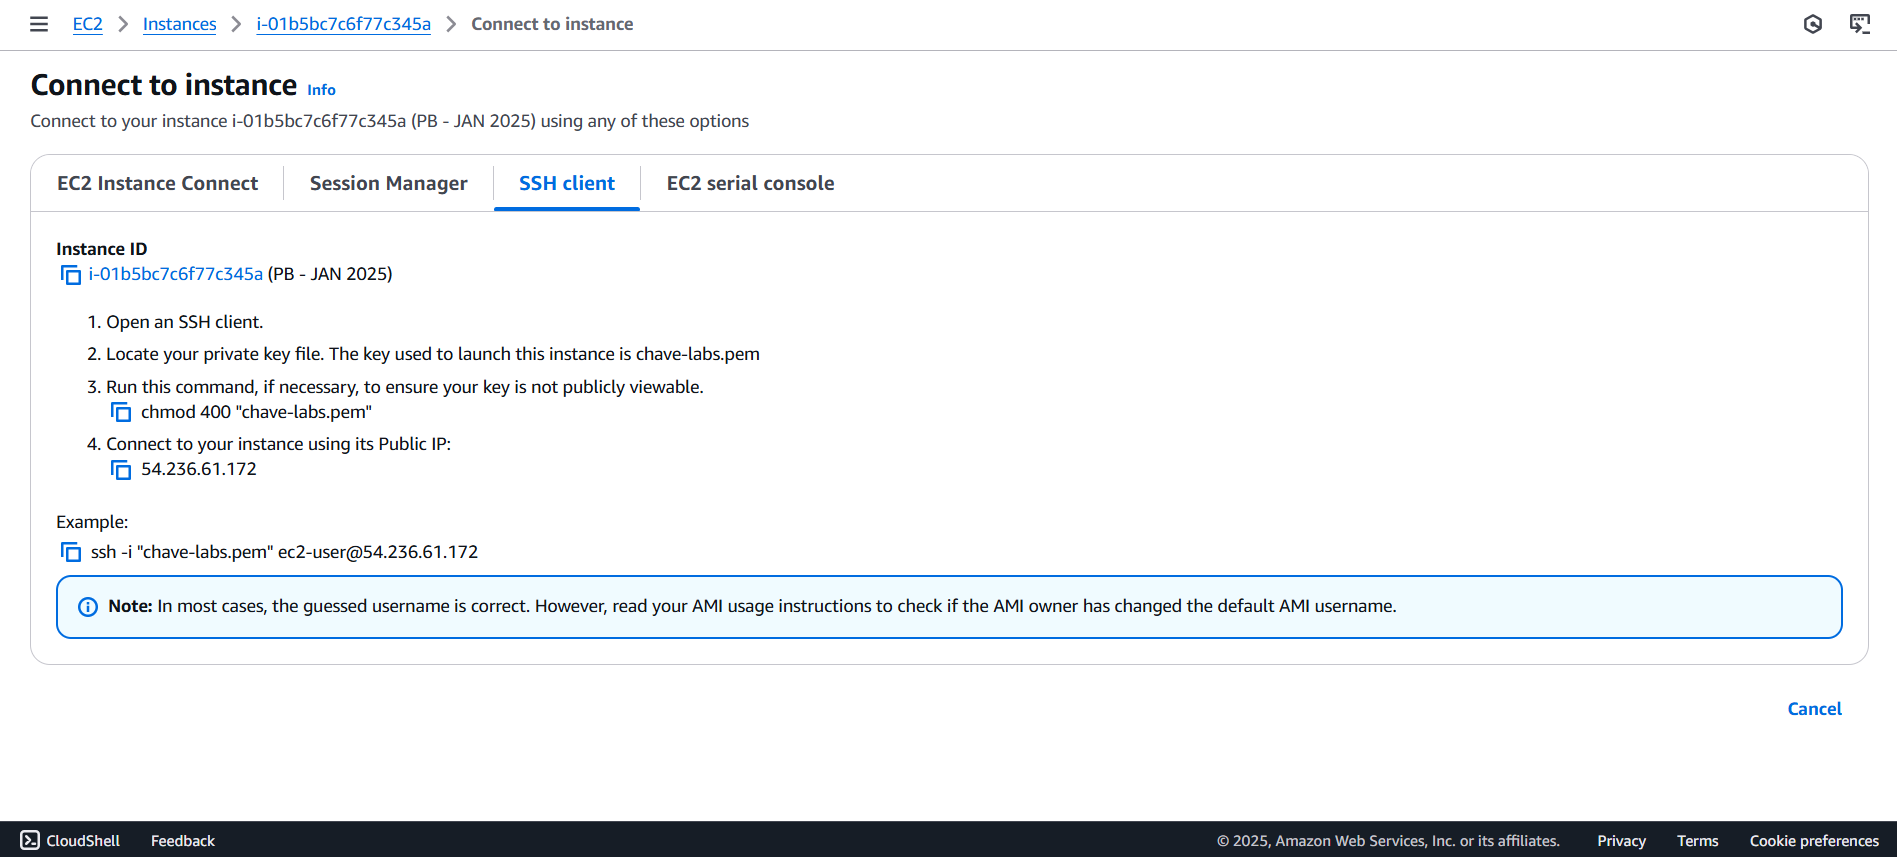 EC2 Instances i-01b5bc7c6f77c345a Connect to instance
Connect to instance Info
Connect to your instance i-01b5bc7c6f77c345a (PB - JAN 2025) using any of these options
EC2 Instance Connect Session Manager SSH client EC2 serial console
Instance ID
i-01b5bc7c6f77c345a (PB - JAN 2025)
1. Open an SSH client.
2. Locate your private key file. The key used to launch this instance is chave-labs.pem
3. Run this command, if necessary, to ensure your key is not publicly viewable.
chmod 400 "chave-labs.pem"
4. Connect to your instance using its Public IP:
54.236.61.172
Example:
ssh -i "chave-labs.pem" ec2-user@54.236.61.172
Note: In most cases, the guessed username is correct. However, read your AMI usage instructions to check if the AMI owner has changed the default AMI username.
Cancel
CloudShell Feedback © 2025, Amazon Web Services, Inc. or its affiliates. Privacy Terms Cookie preferences